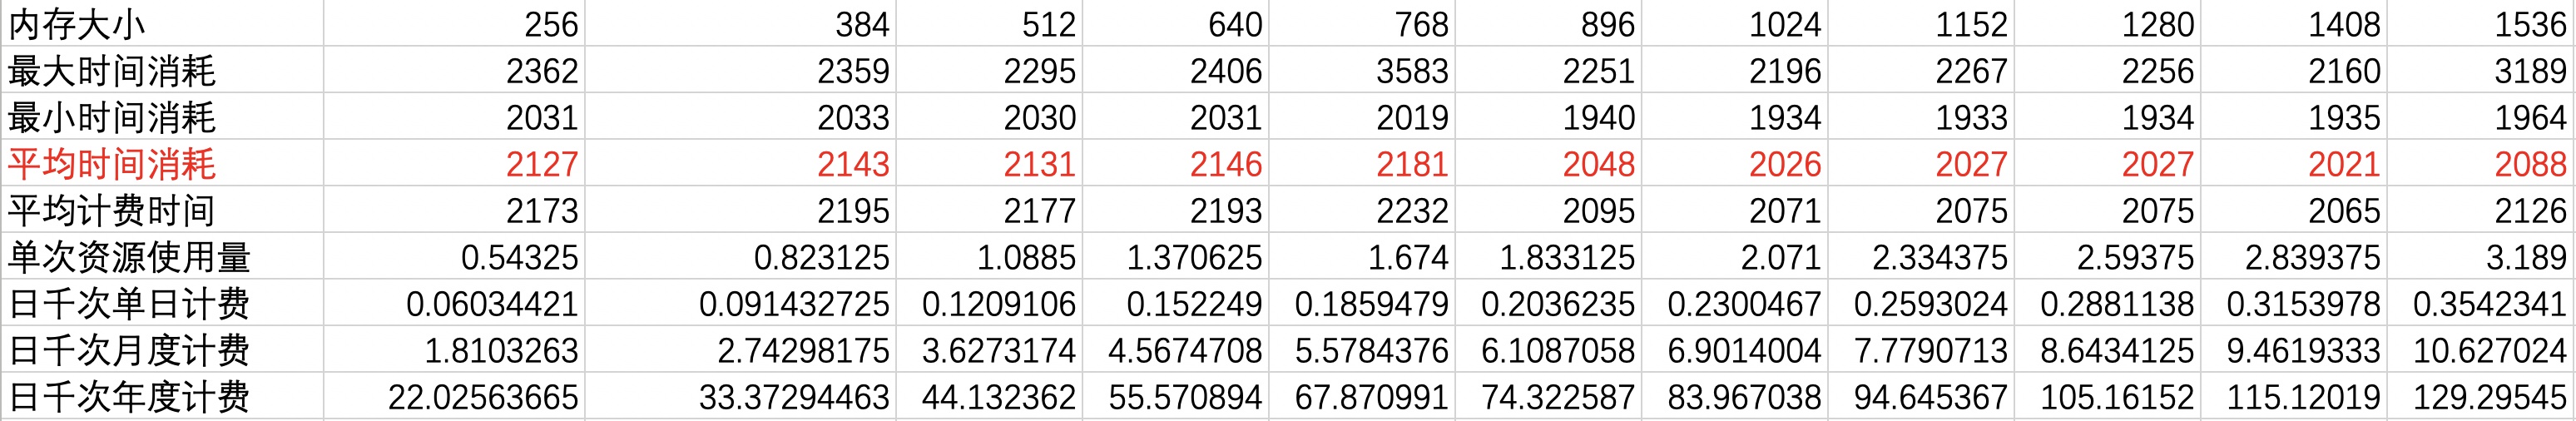 内存大小 256 384 512 640 768 896 1024 1152 1280 1408 1536
最大时间消耗 2362 2359 2295 2406 3583 2251 2196 2267 2256 2160 3189
最小时间消耗 2031 2033 2030 2031 2019 1940 1934 1933 1934 1935 1964
平均时间消耗 2127 2143 2131 2146 2181 2048 2026 2027 2027 2021 2088
平均计费时间 2173 2195 2177 2193 2232 2095 2071 2075 2075 2065 2126
单次资源使用量 0.54325 0.823125 1.0885 1.370625 1.674 1.833125 2.071 2.334375 2.59375 2.839375 3.189
日千次单日计费 0.06034421 0.091432725 0.1209106 0.152249 0.1859479 0.2036235 0.2300467 0.2593024 0.2881138 0.3153978 0.3542341
日千次月度计费 1.8103263 2.74298175 3.6273174 4.5674708 5.5784376 6.1087058 6.9014004 7.7790713 8.6434125 9.4619333 10.627024
日千次年度计费 22.02563665 33.37294463 44.132362 55.570894 67.870991 74.322587 83.967038 94.645367 105.16152 115.12019 129.29545